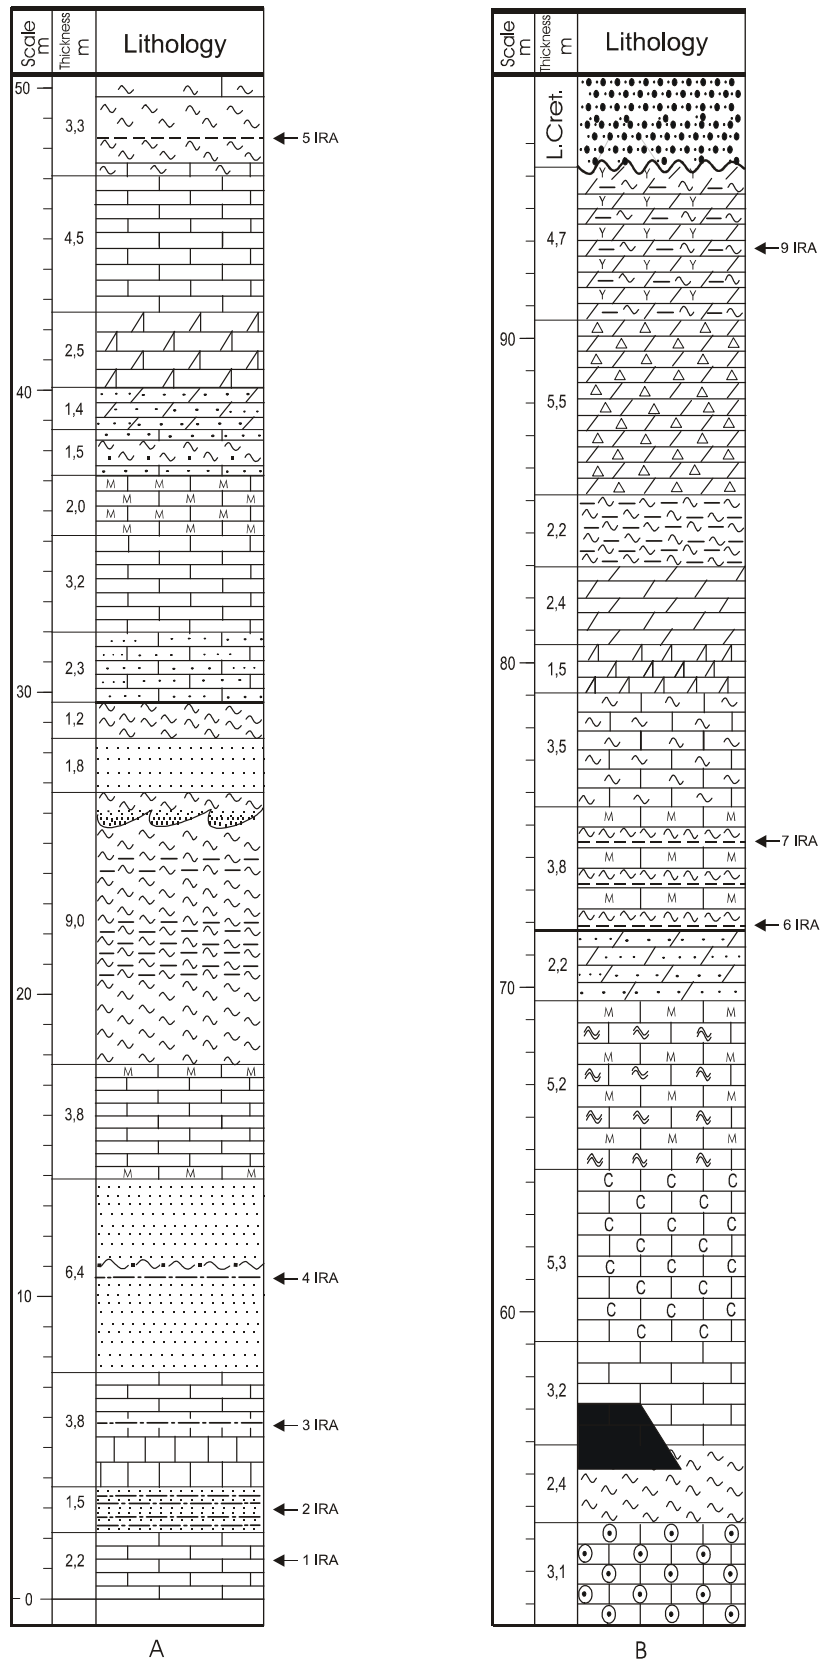 Scale m
Thickness m
Lithology
50
3,3
5 IRA
4,5
2,5
40
1,4
1,5
2,0
M M M
M M M
M M M
M M M
3,2
2,3
30
1,2
1,8
9,0
20
M M M
3,8
M M M
6,4
4 IRA
10
3,8
3 IRA
1,5
2 IRA
2,2
1 IRA
0
A
Scale m
Thickness m
Lithology
L.Cret.
Y Y Y
Y Y Y
Y Y Y
4,7
9 IRA
Y Y Y
Y Y Y
90
5,5
2,2
2,4
80
1,5
3,5
M M M
7 IRA
3,8
M M M
M M M
6 IRA
2,2
70
M M M
M M M
5,2
M M M
M M M
C C C
C C
C C C
C C
5,3
C C C
C C
60
C C C
C C
3,2
2,4
3,1
B